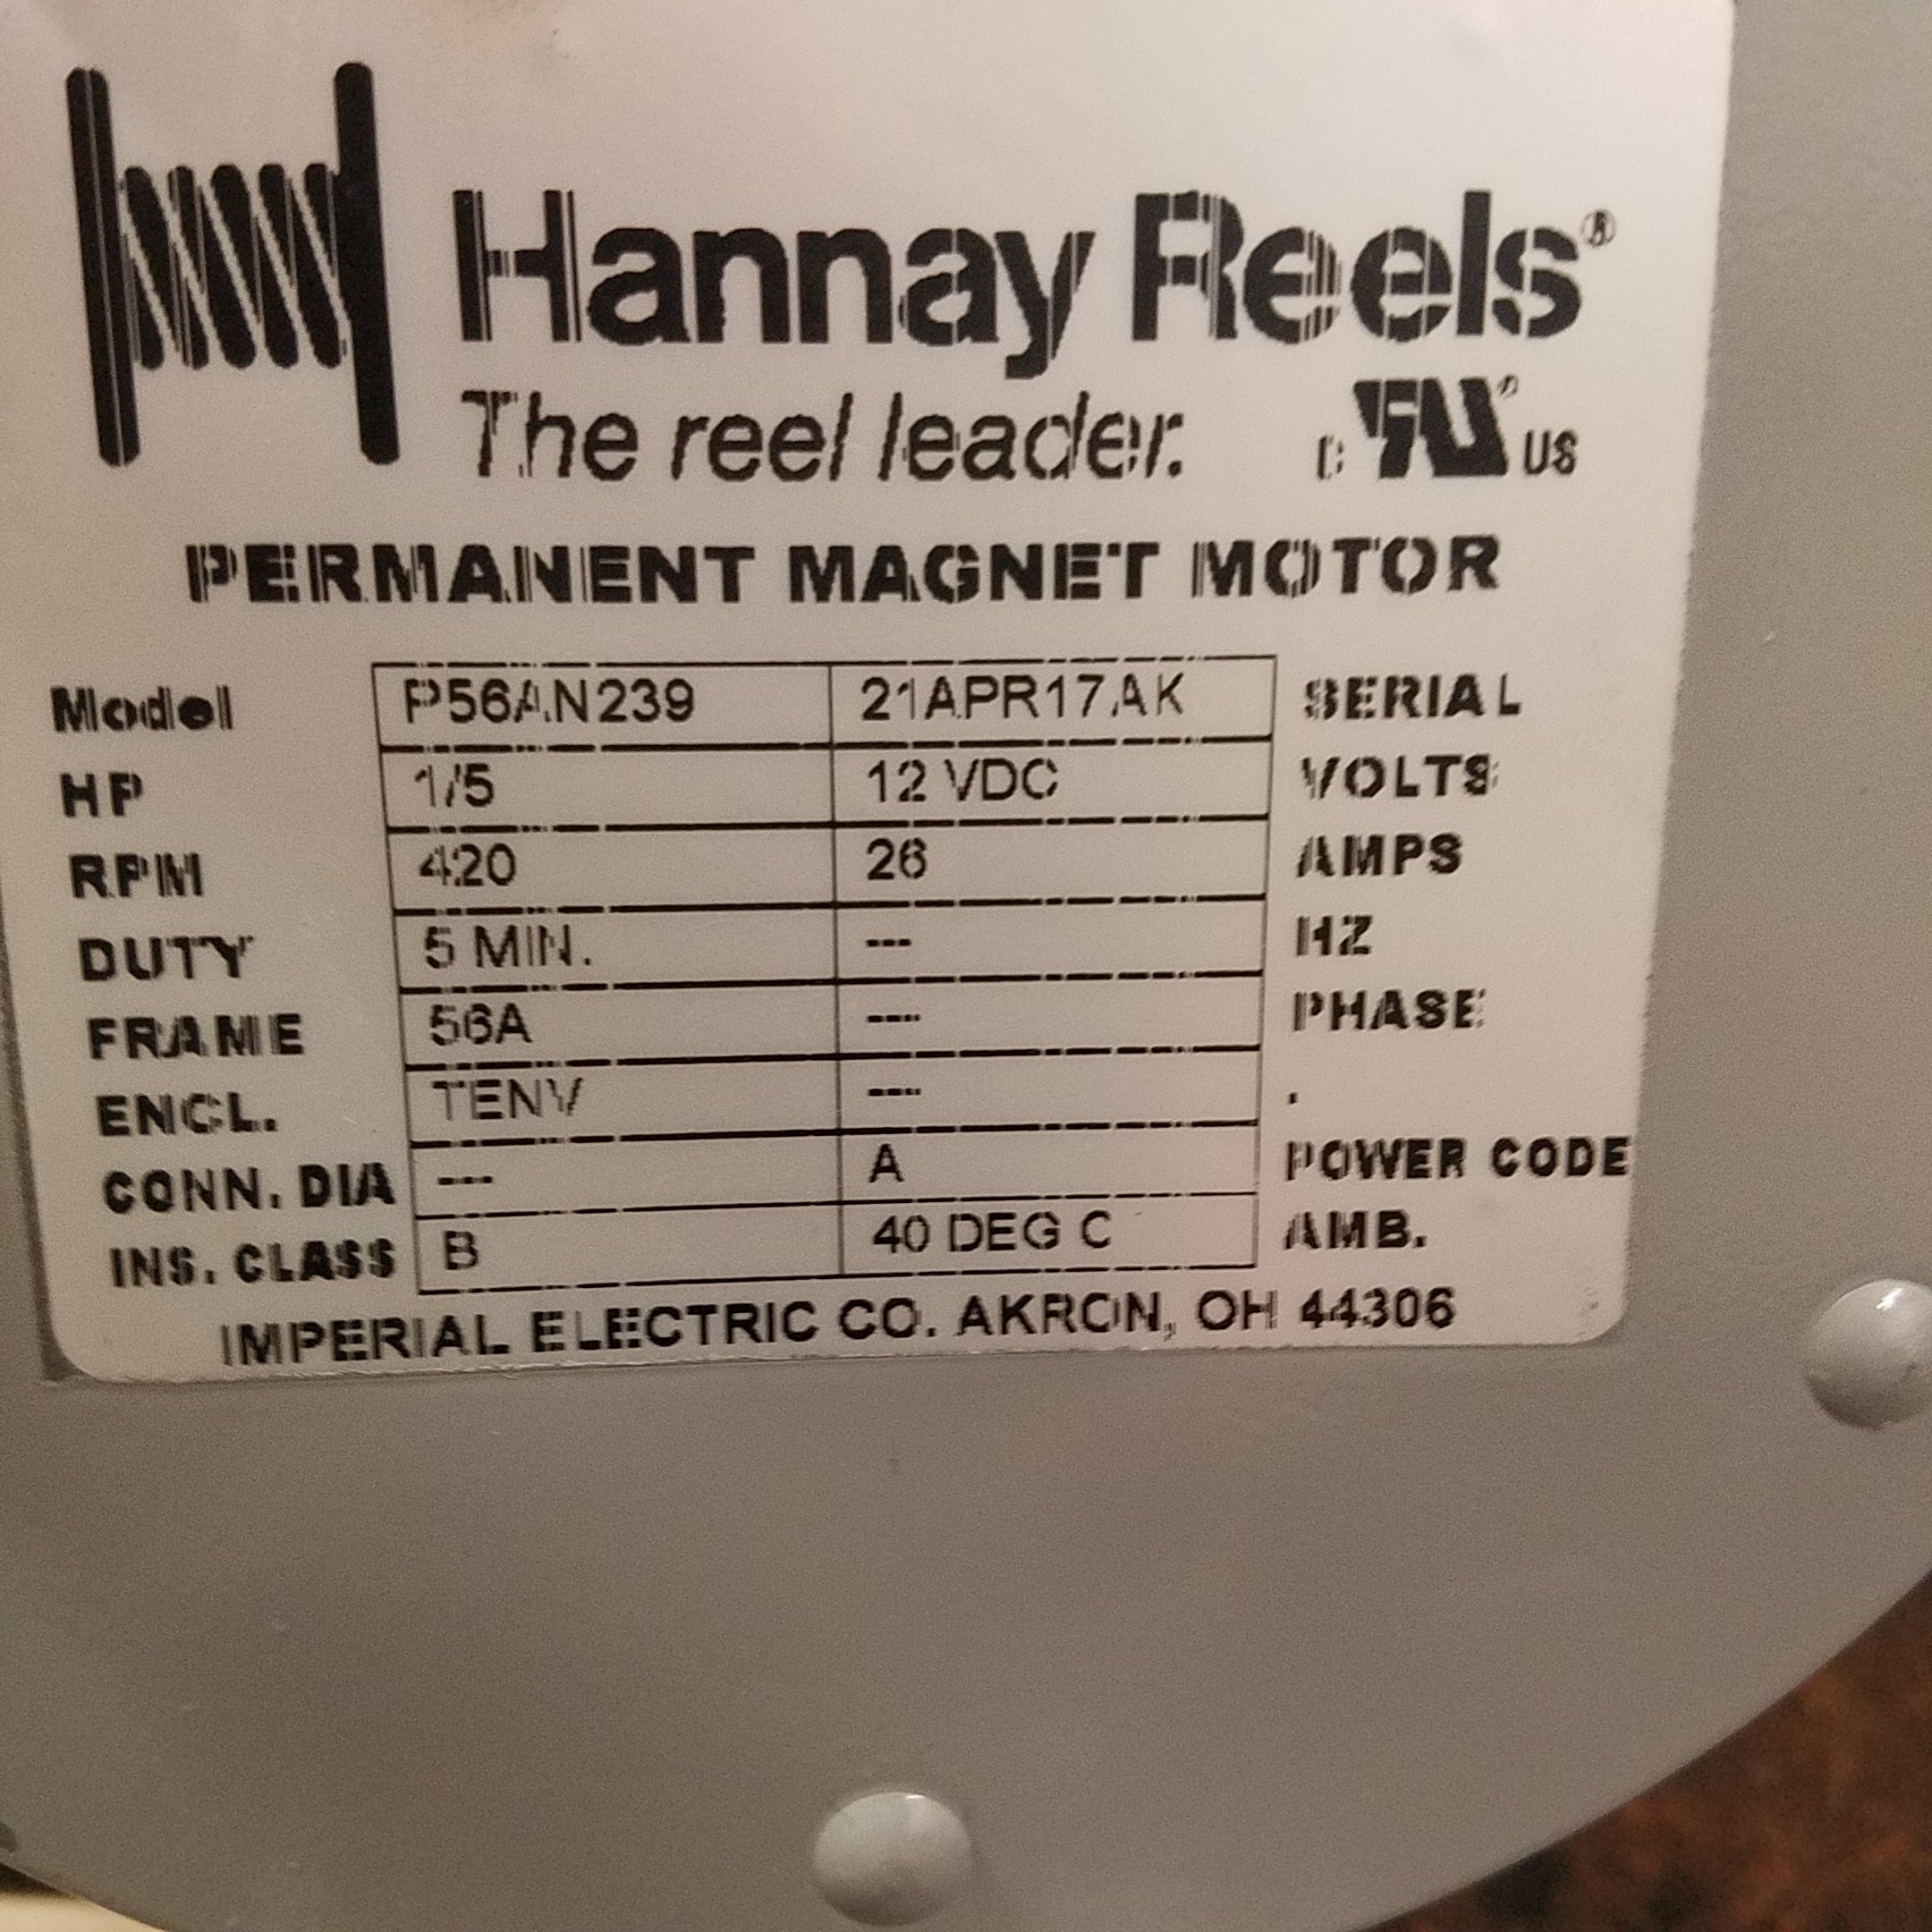 Hannay Reels®
The reel leader.
c RU® US
PERMANENT MAGNET MOTOR
Model P56AN239 21APR17AK SERIAL
HP 1/5 12 VDC VOLTS
RPM 420 26 AMPS
DUTY 5 MIN. --- HZ
FRAME 56A --- PHASE
ENCL. TENV --- .
CONN. DIA --- A POWER CODE
INS. CLASS B 40 DEG C AMB.
IMPERIAL ELECTRIC CO. AKRON, OH 44306